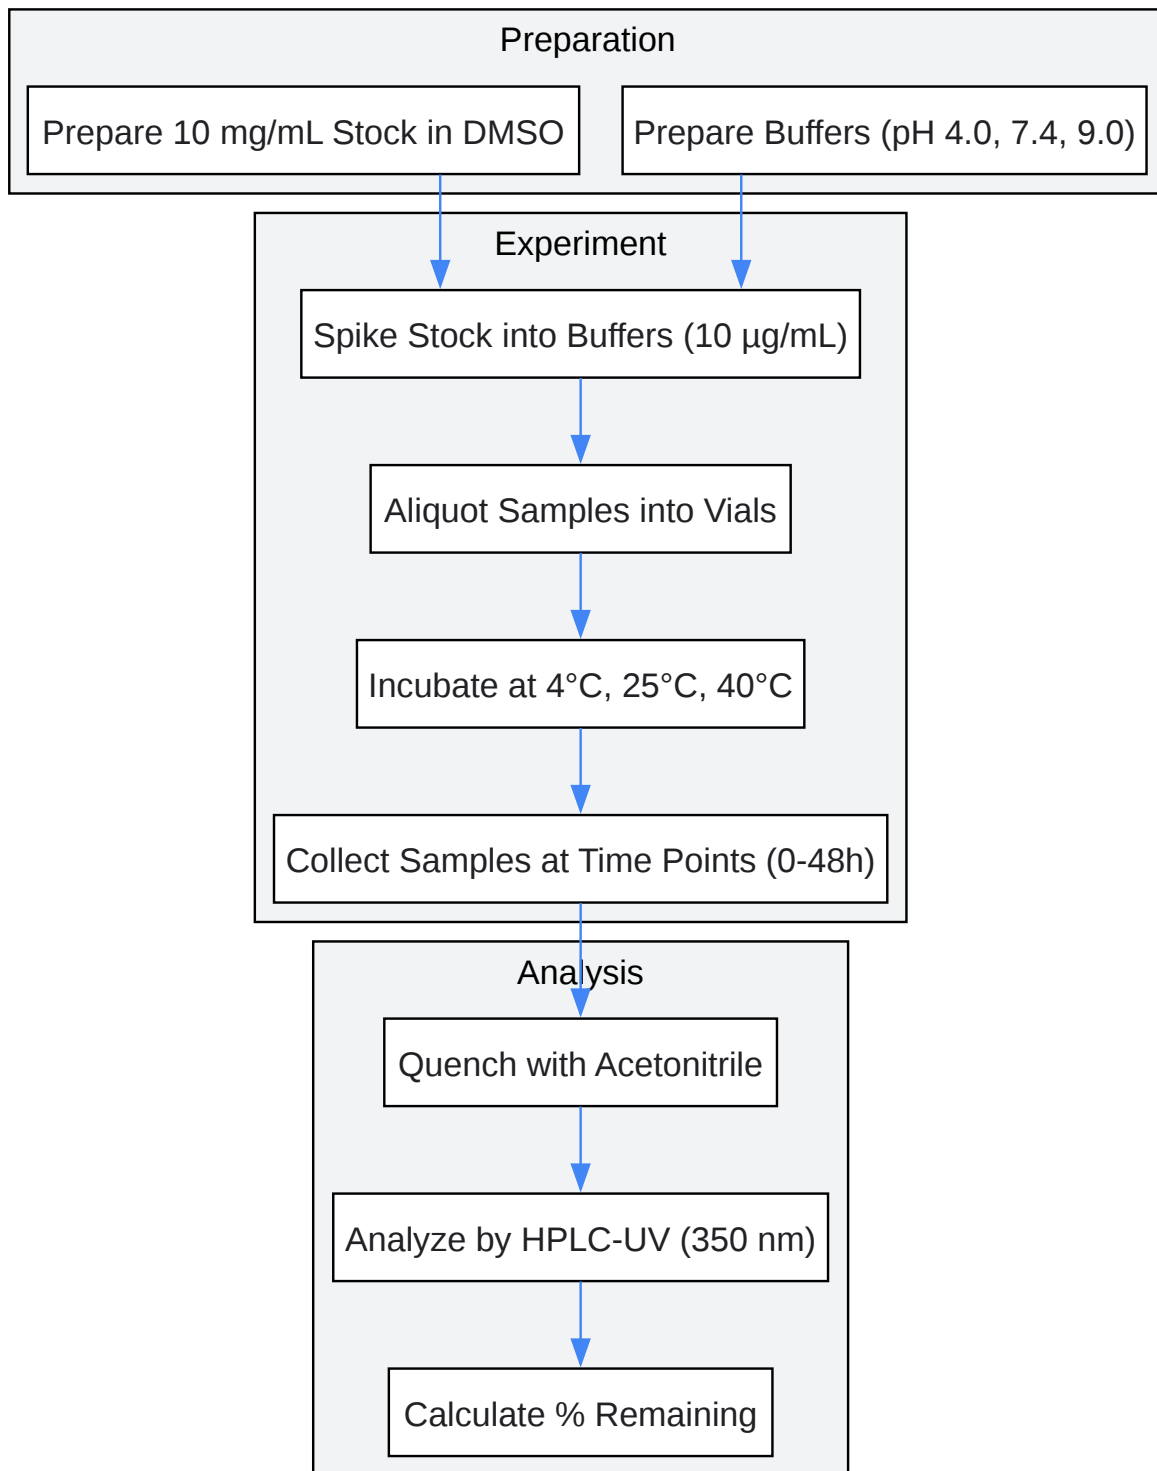 Preparation
Prepare 10 mg/mL Stock in DMSO
Prepare Buffers (pH 4.0, 7.4, 9.0)
Experiment
Spike Stock into Buffers (10 µg/mL)
Aliquot Samples into Vials
Incubate at 4°C, 25°C, 40°C
Collect Samples at Time Points (0-48h)
Analysis
Quench with Acetonitrile
Analyze by HPLC-UV (350 nm)
Calculate % Remaining